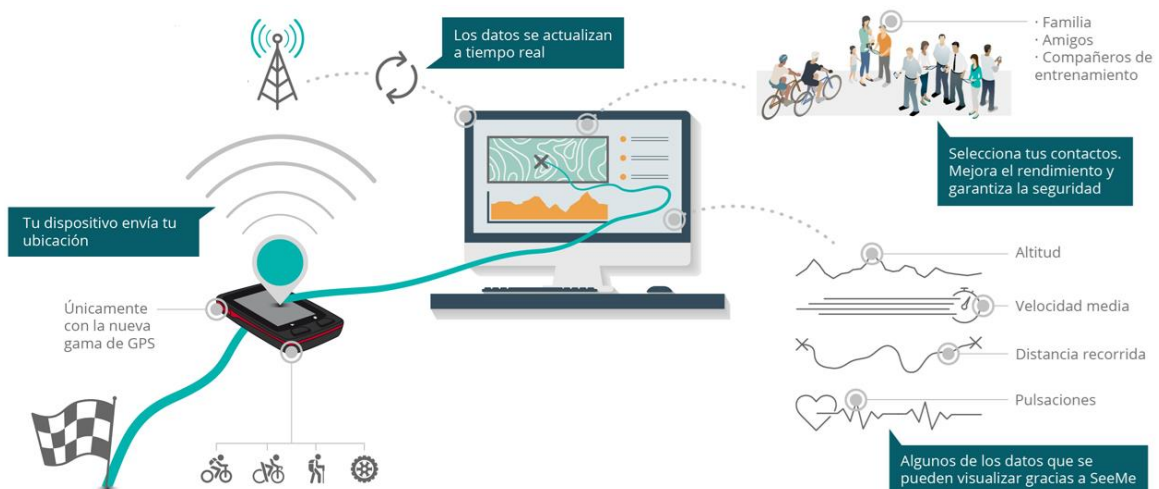 Los datos se actualizan
a tiempo real
· Familia
· Amigos
· Compañeros de
entrenamiento
Selecciona tus contactos.
Mejora el rendimiento y
garantiza la seguridad
Tu dispositivo envía tu
ubicación
Únicamente
con la nueva
gama de GPS
Altitud
Velocidad media
Distancia recorrida
Pulsaciones
Algunos de los datos que se
pueden visualizar gracias a SeeMe